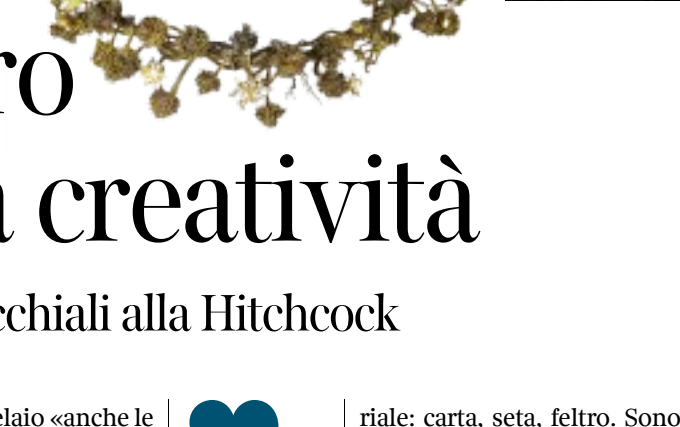 ro
a creatività
cchiali alla Hitchcock
elaio «anche le
riale: carta, seta, feltro. Sono